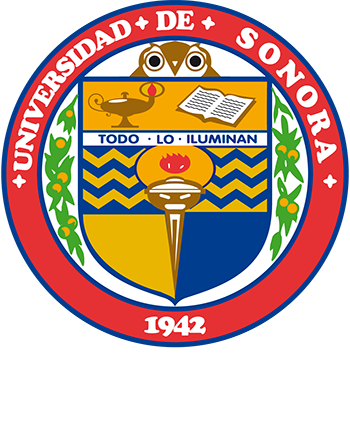 UNIVERSIDAD DE SONORA
TODO · LO · ILUMINAN
1942